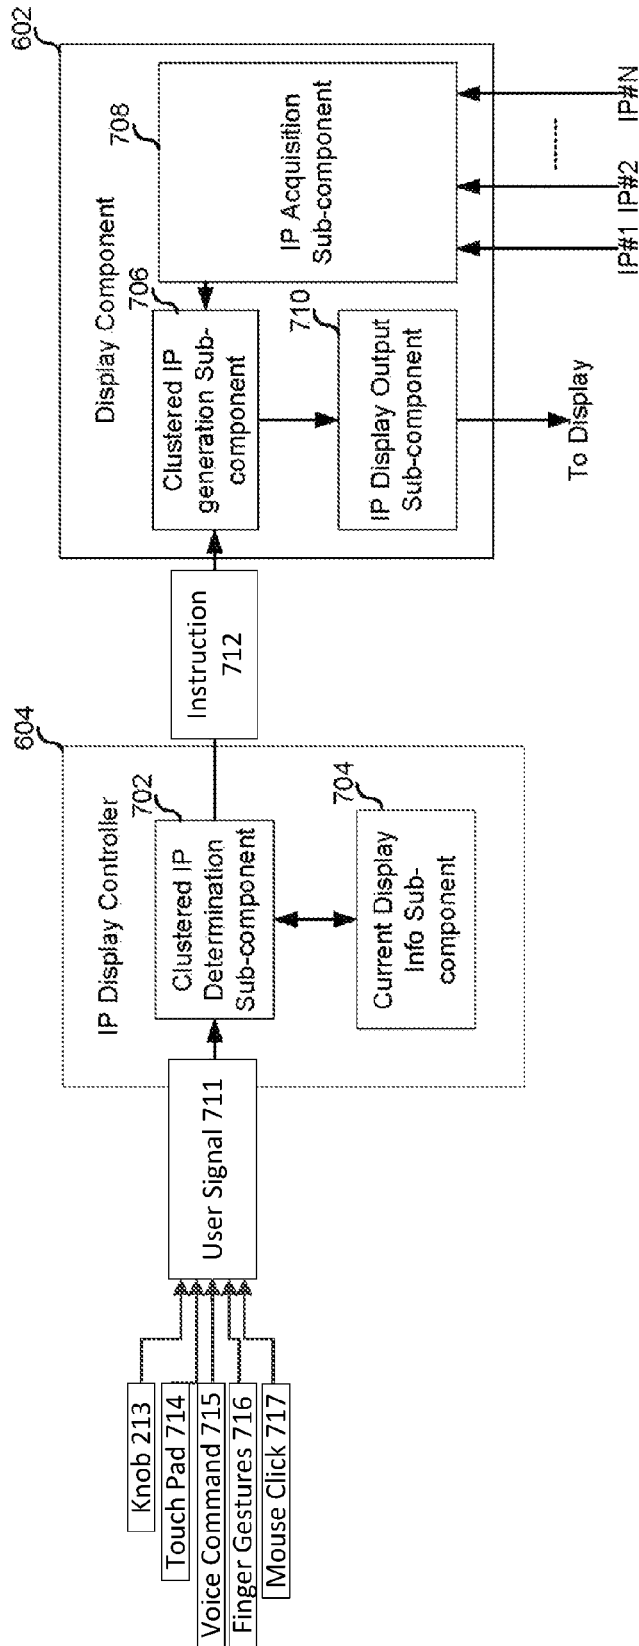 Knob 213
Touch Pad 714
Voice Command 715
Finger Gestures 716
Mouse Click 717
User Signal 711
IP Display Controller
604
Clustered IP
Determination
Sub-component
702
Current Display
Info Sub-
component
704
Instruction
712
Display Component
602
Clustered IP
generation Sub-
component
706
IP Acquisition
Sub-component
708
IP Display Output
Sub-component
710
To Display
IP#1 IP#2 -------- IP#N